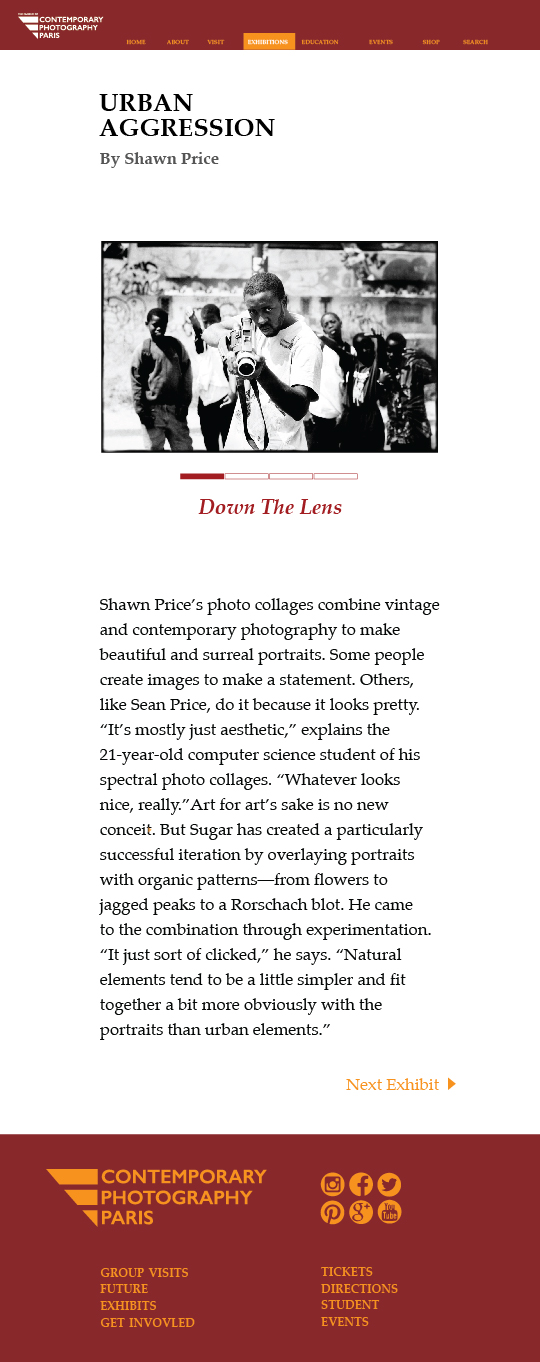 CONTEMPORARY
PHOTOGRAPHY
PARIS
HOME ABOUT VISIT EXHIBITIONS EDUCATION EVENTS SHOP SEARCH
URBAN
AGGRESSION
By Shawn Price
Down The Lens
Shawn Price’s photo collages combine vintage
and contemporary photography to make
beautiful and surreal portraits. Some people
create images to make a statement. Others,
like Sean Price, do it because it looks pretty.
“It’s mostly just aesthetic,” explains the
21-year-old computer science student of his
spectral photo collages. “Whatever looks
nice, really.”Art for art’s sake is no new
conceit. But Sugar has created a particularly
successful iteration by overlaying portraits
with organic patterns—from flowers to
jagged peaks to a Rorschach blot. He came
to the combination through experimentation.
“It just sort of clicked,” he says. “Natural
elements tend to be a little simpler and fit
together a bit more obviously with the
portraits than urban elements.”
Next Exhibit
CONTEMPORARY
PHOTOGRAPHY
PARIS
You
Tube
GROUP VISITS
FUTURE
EXHIBITS
GET INVOVLED
TICKETS
DIRECTIONS
STUDENT
EVENTS